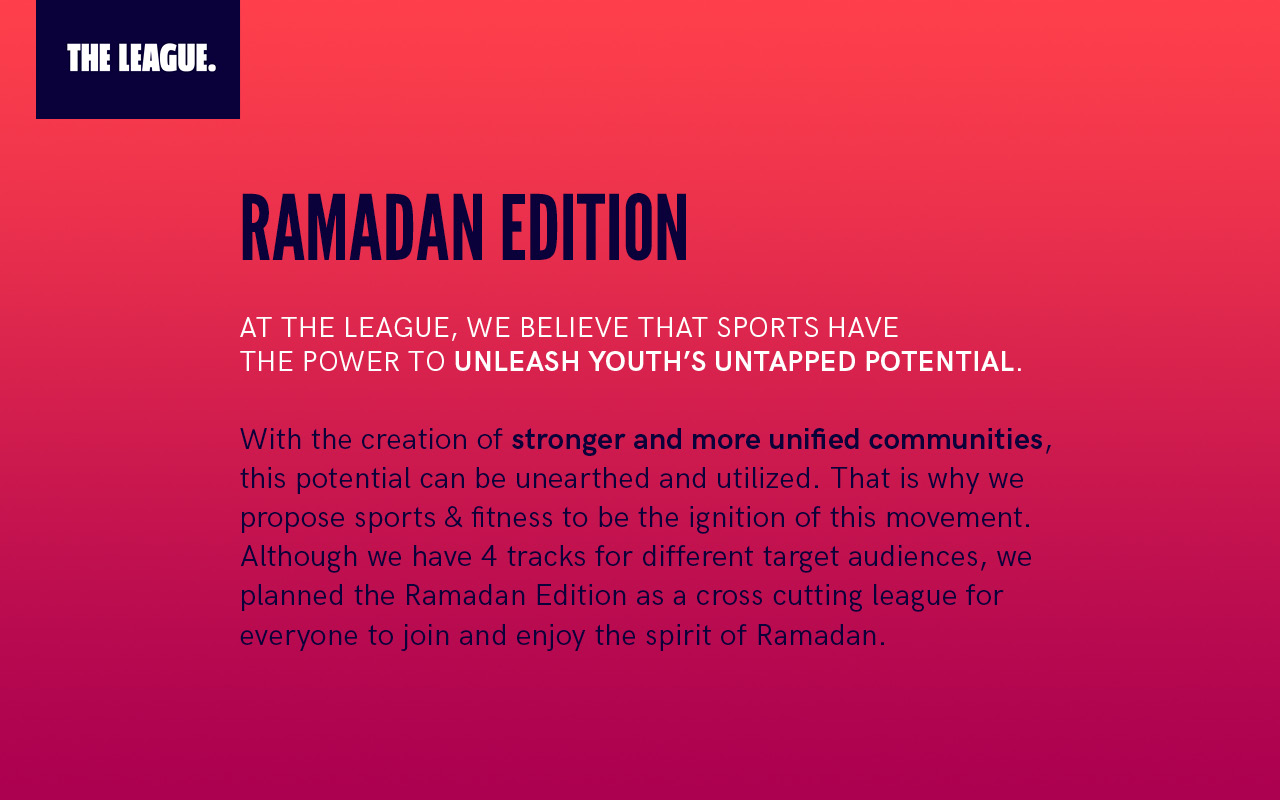 THE LEAGUE.
RAMADAN EDITION
AT THE LEAGUE, WE BELIEVE THAT SPORTS HAVE
THE POWER TO UNLEASH YOUTH’S UNTAPPED POTENTIAL.
With the creation of stronger and more unified communities,
this potential can be unearthed and utilized. That is why we
propose sports & fitness to be the ignition of this movement.
Although we have 4 tracks for different target audiences, we
planned the Ramadan Edition as a cross cutting league for
everyone to join and enjoy the spirit of Ramadan.